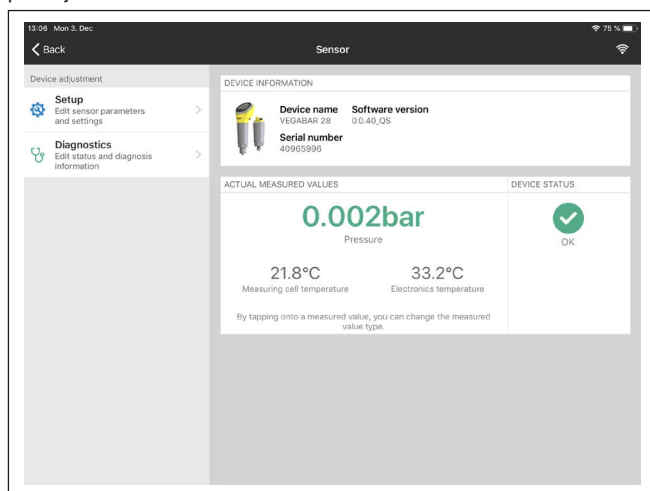 13:06 Mon 3. Dec
75 %
Back
Sensor
Device adjustment
Setup
Edit sensor parameters
and settings
Diagnostics
Edit status and diagnosis
information
DEVICE INFORMATION
Device name Software version
VEGABAR 28 0.0.40_QS
Serial number
40965996
ACTUAL MEASURED VALUES
DEVICE STATUS
0.002bar
Pressure
OK
21.8°C 33.2°C
Measuring cell temperature Electronics temperature
By tapping onto a measured value, you can change the measured
value type.